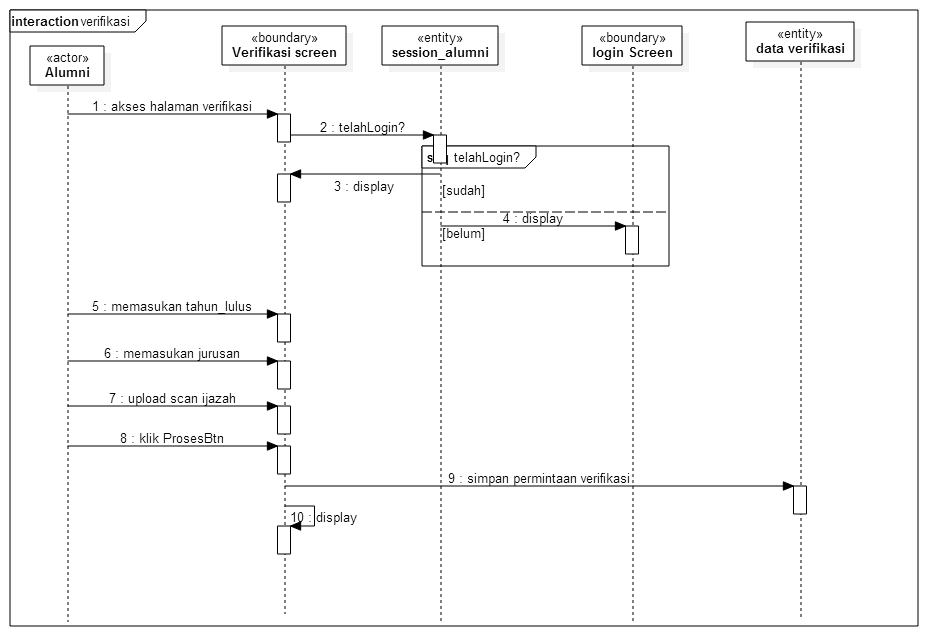 interaction verifikasi
«actor»
Alumni
«boundary»
Verifikasi screen
«entity»
session_alumni
«boundary»
login Screen
«entity»
data verifikasi
1 : akses halaman verifikasi
2 : telahLogin?
telahLogin?
3 : display
[sudah]
4 : display
[belum]
5 : memasukan tahun_lulus
6 : memasukan jurusan
7 : upload scan ijazah
8 : klik ProsesBtn
9 : simpan permintaan verifikasi
10 : display